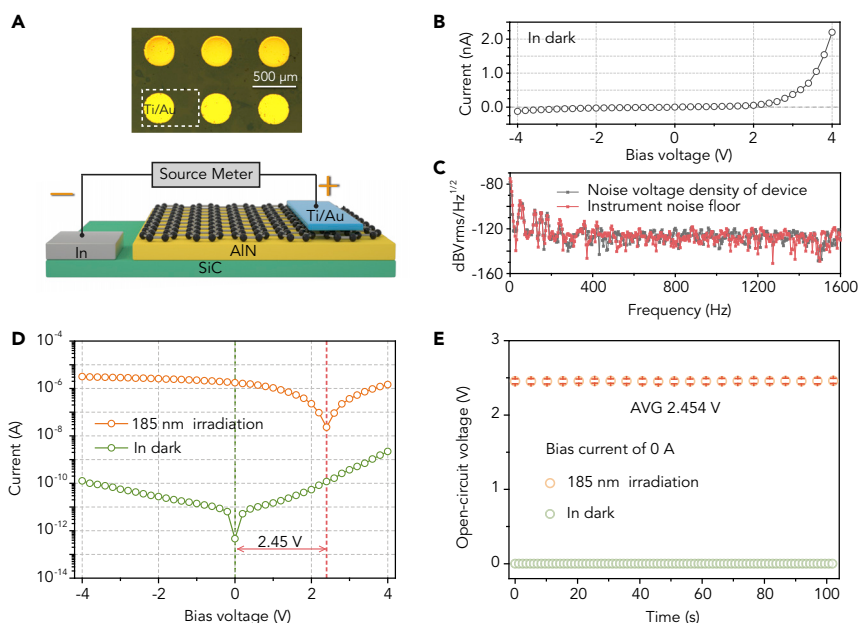 A
500 μm
Ti/Au
−
Source Meter
+
Ti/Au
In
AlN
SiC
B
In dark
Current (nA)
2.0
1.0
0.0
-4
-2
0
2
4
Bias voltage (V)
C
Noise voltage density of device
Instrument noise floor
dBVrms/Hz^1/2
-80
-120
-160
0
400
800
1200
1600
Frequency (Hz)
D
Current (A)
10^-4
10^-6
10^-8
10^-10
10^-12
10^-14
185 nm irradiation
In dark
2.45 V
-4
-2
0
2
4
Bias voltage (V)
E
Open-circuit voltage (V)
3
2
1
0
AVG 2.454 V
Bias current of 0 A
185 nm irradiation
In dark
0
20
40
60
80
100
Time (s)